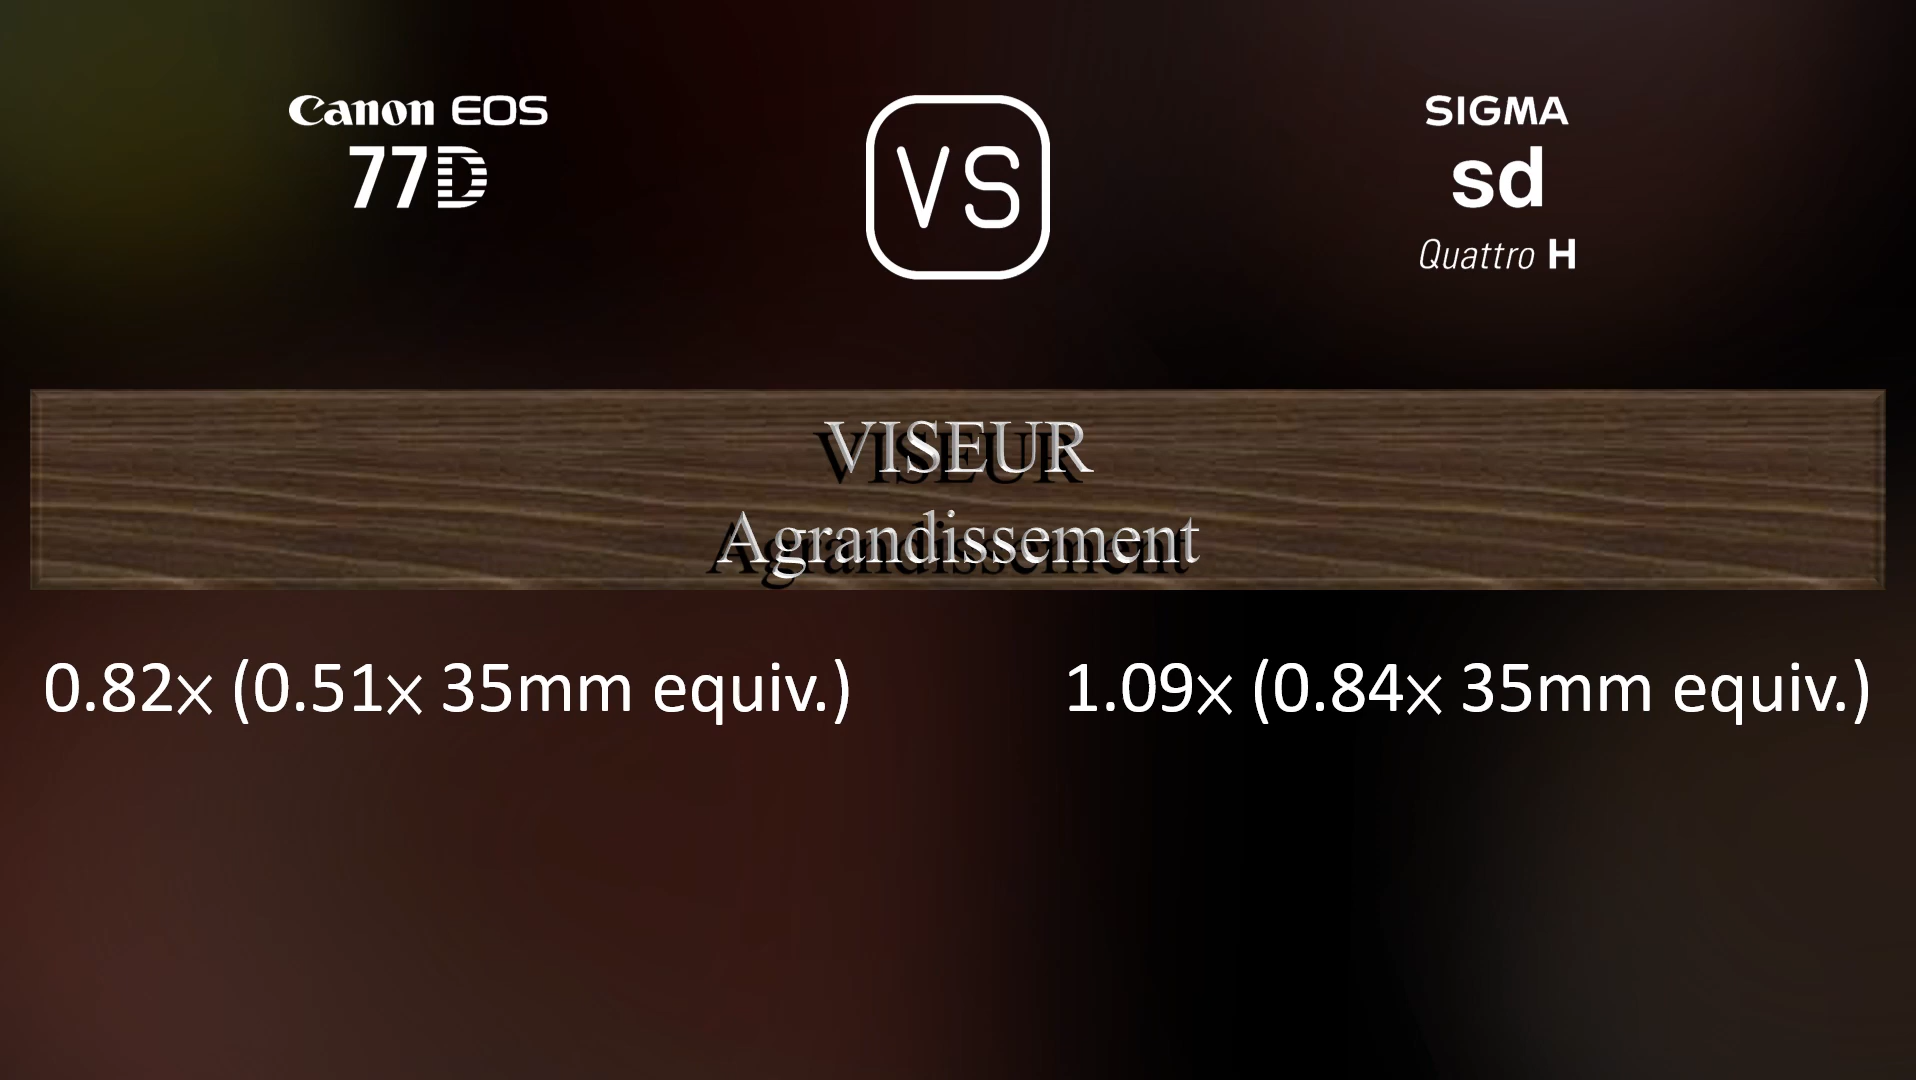 Canon EOS
77D
VS
SIGMA
sd
Quattro H
VISEUR
Agrandissement
0.82x (0.51x 35mm equiv.)
1.09x (0.84x 35mm equiv.)